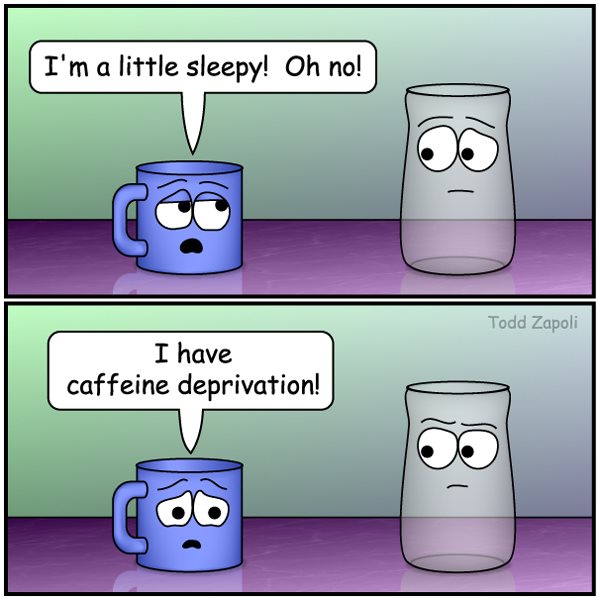 I'm a little sleepy!  Oh no!
Todd Zapoli
I have
caffeine deprivation!